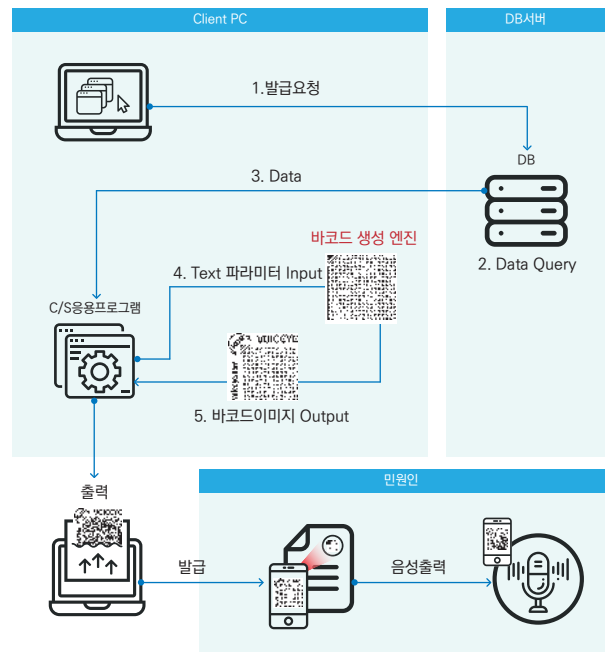 Client PC
DB서버
1.발급요청
DB
3. Data
바코드 생성 엔진
2. Data Query
4. Text 파라미터 Input
C/S응용프로그램
5. 바코드이미지 Output
민원인
출력
발급
음성출력